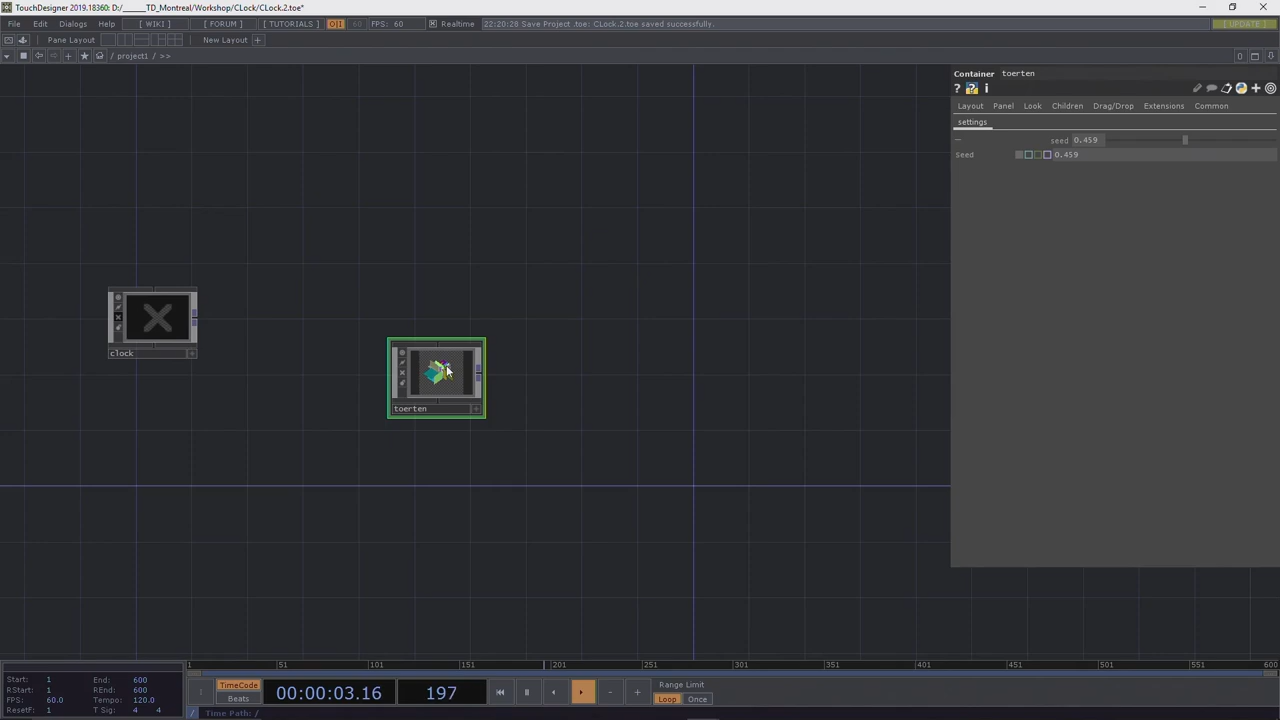 TouchDesigner 2019.18360: D:/______TD_Montreal/Workshop/CLock/CLock.2.toe*
File Edit Dialogs Help [ WIKI ] [ FORUM ] [ TUTORIALS ] O|I FPS: 60 Realtime 22:20:28 Save Project .toe: CLock.2.toe saved successfully. [ UPDATE ]
Pane Layout New Layout +
/ project1 / >>
Container toerten
? ? i
Layout Panel Look Children Drag/Drop Extensions Common
settings
seed 0.459
Seed 0.459
clock
toerten
1 51 101 151 201 251 301 351 401 451 501 551 600
Start: 1 End: 600
RStart: 1 REnd: 600
FPS: 60.0 Tempo: 120.0
ResetF: 1 T Sig: 4 4
TimeCode
Beats
00:00:03.16 197
- +
Range Limit
Loop Once
/ Time Path: /